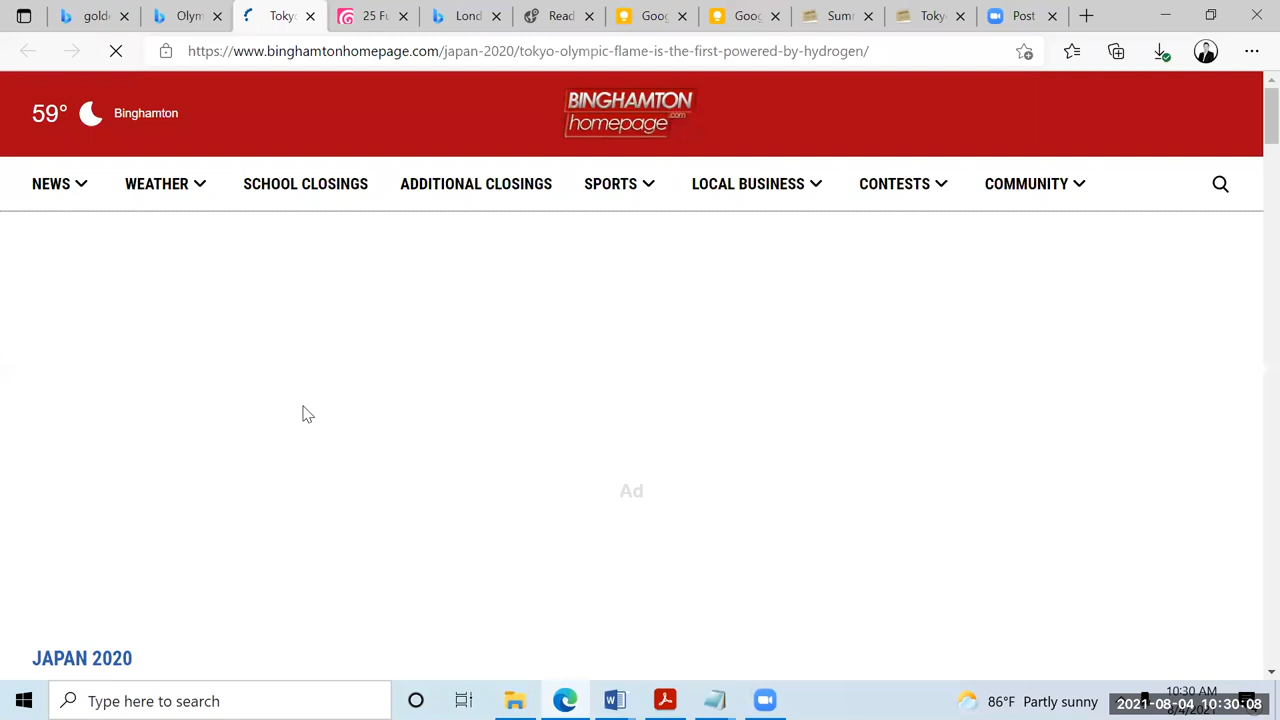 gold
Olym
Toky
25 Fu
Lond
Read
Goog
Goog
Sum
Toky
Post
https://www.binghamtonhomepage.com/japan-2020/tokyo-olympic-flame-is-the-first-powered-by-hydrogen/
59° Binghamton
BINGHAMTON
homepage.com
NEWS WEATHER SCHOOL CLOSINGS ADDITIONAL CLOSINGS SPORTS LOCAL BUSINESS CONTESTS COMMUNITY
Ad
JAPAN 2020
Type here to search
86°F Partly sunny
10:30 AM
2021-08-04 10:30:08